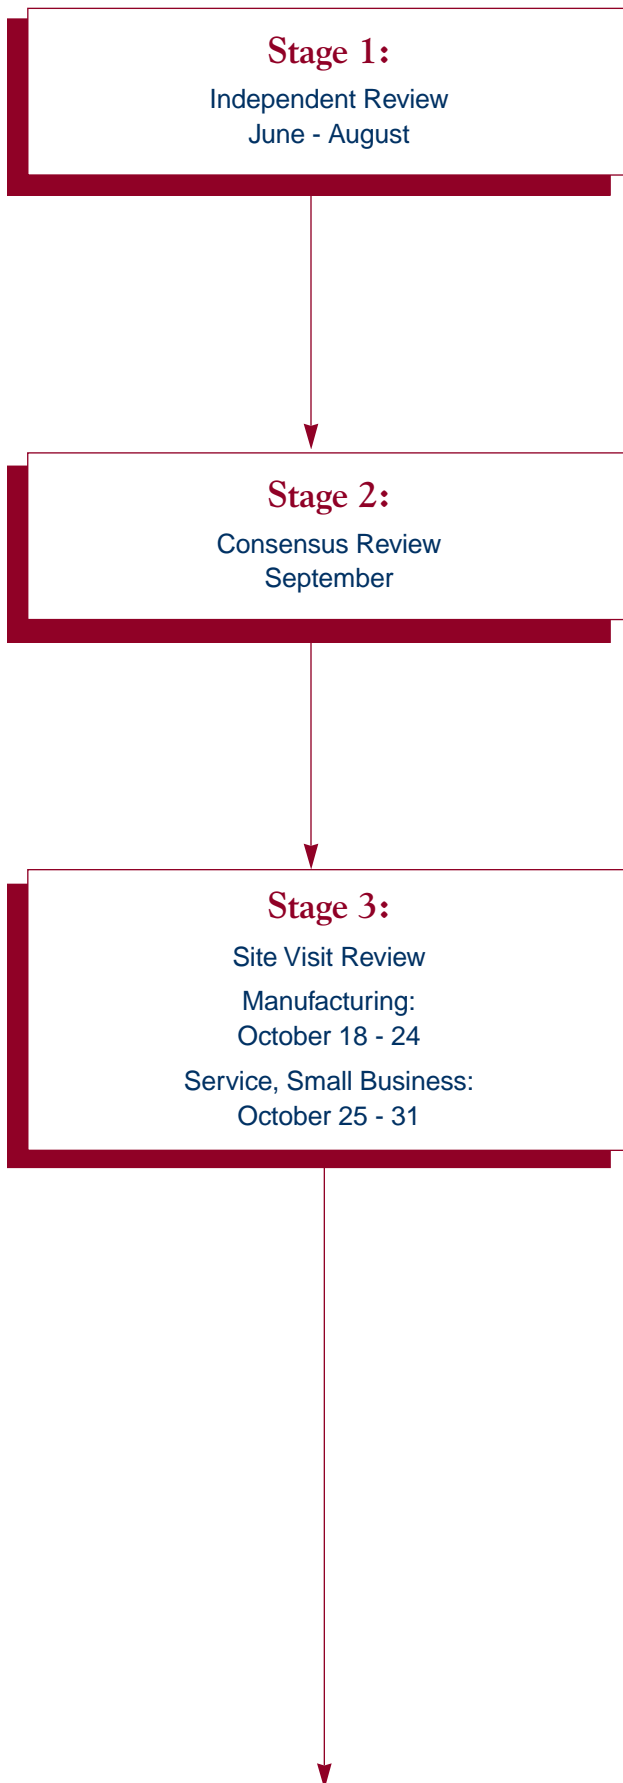 Stage 1:
Independent Review
June - August
Stage 2:
Consensus Review
September
Stage 3:
Site Visit Review
Manufacturing:
October 18 - 24
Service, Small Business:
October 25 - 31